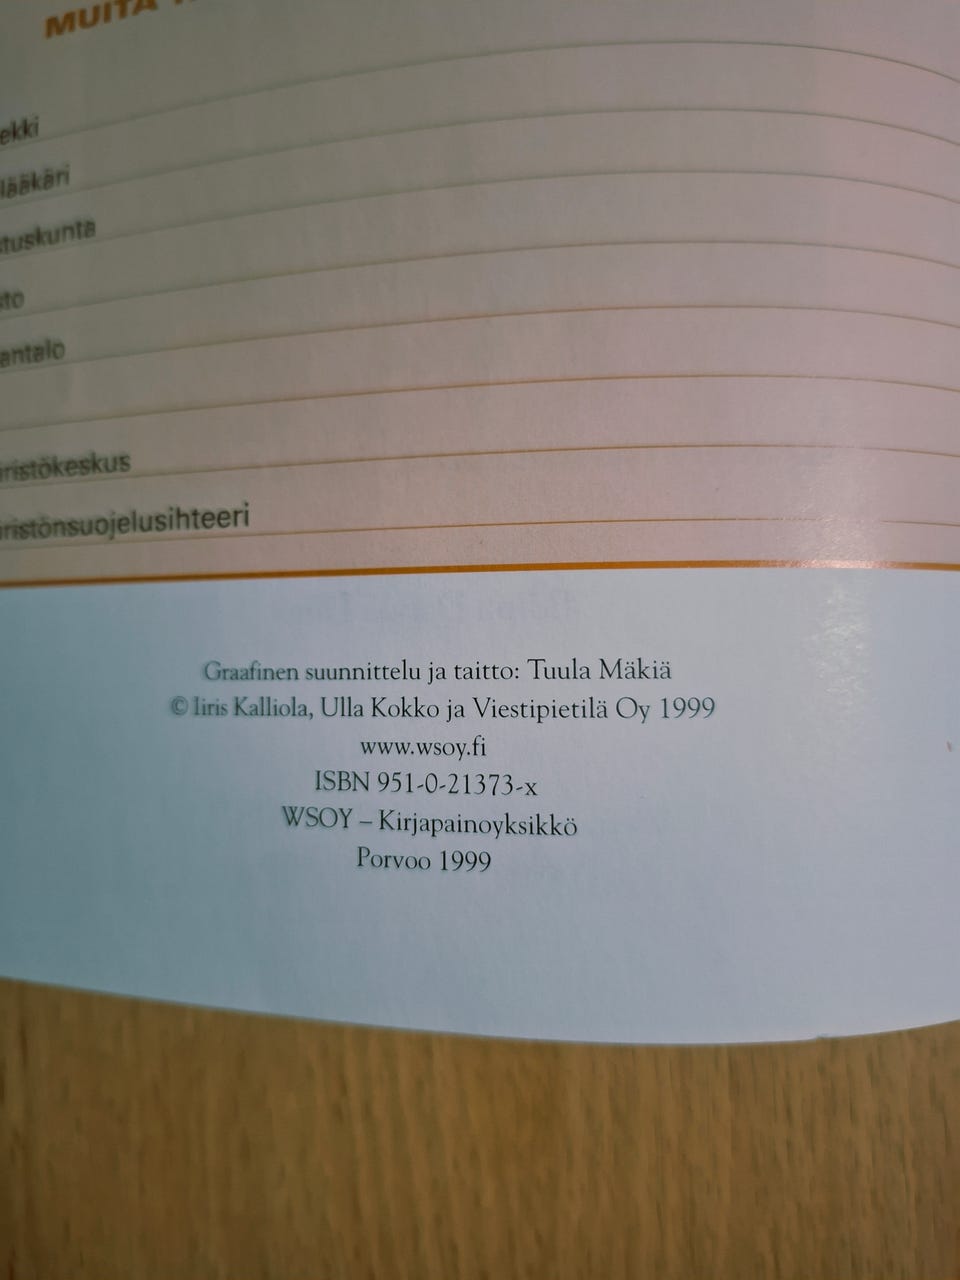 MUITA
ekki
lääkäri
tuskunta
sto
antalo
ristökeskus
ristönsuojelusihteeri
Graafinen suunnittelu ja taitto: Tuula Mäkiä
© Iiris Kalliola, Ulla Kokko ja Viestipietilä Oy 1999
www.wsoy.fi
ISBN 951-0-21373-x
WSOY – Kirjapainoyksikkö
Porvoo 1999